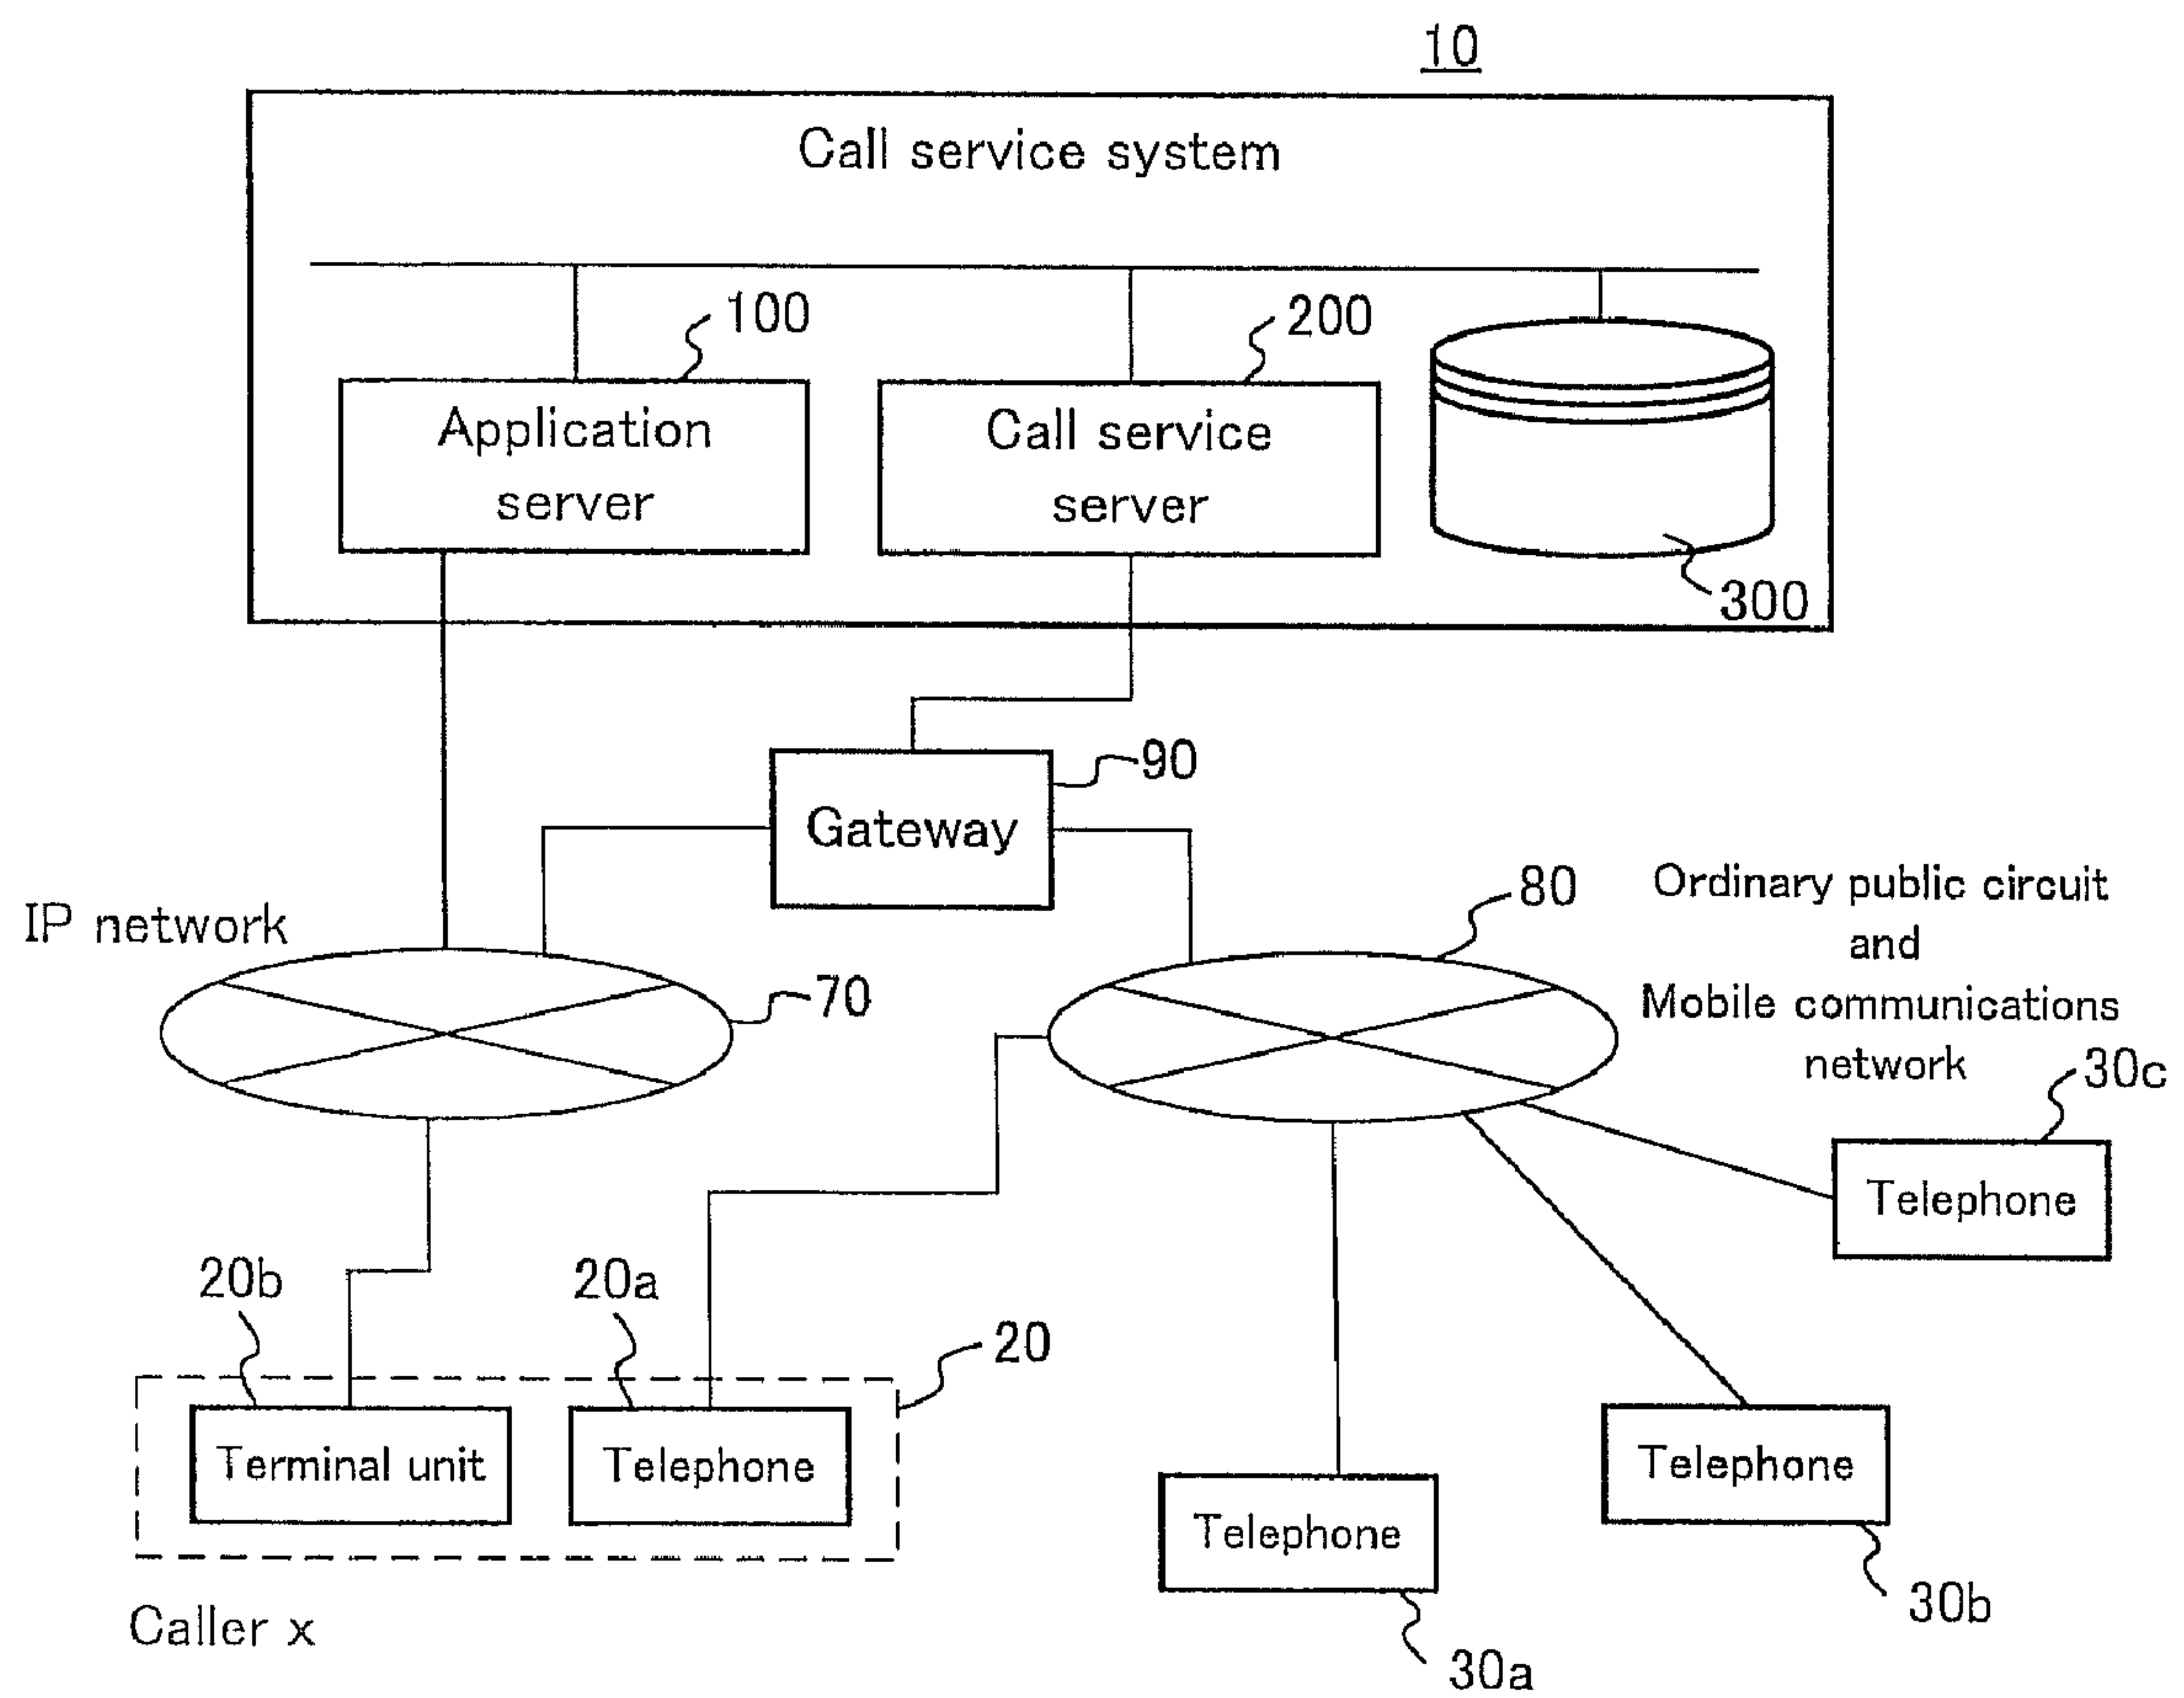 10
Call service system
100
200
Application
server
Call service
server
300
90
Gateway
80
Ordinary public circuit
and
Mobile communications
network
IP network
70
30c
Telephone
20b
20a
20
Terminal unit
Telephone
Telephone
Telephone
30b
30a
Caller x